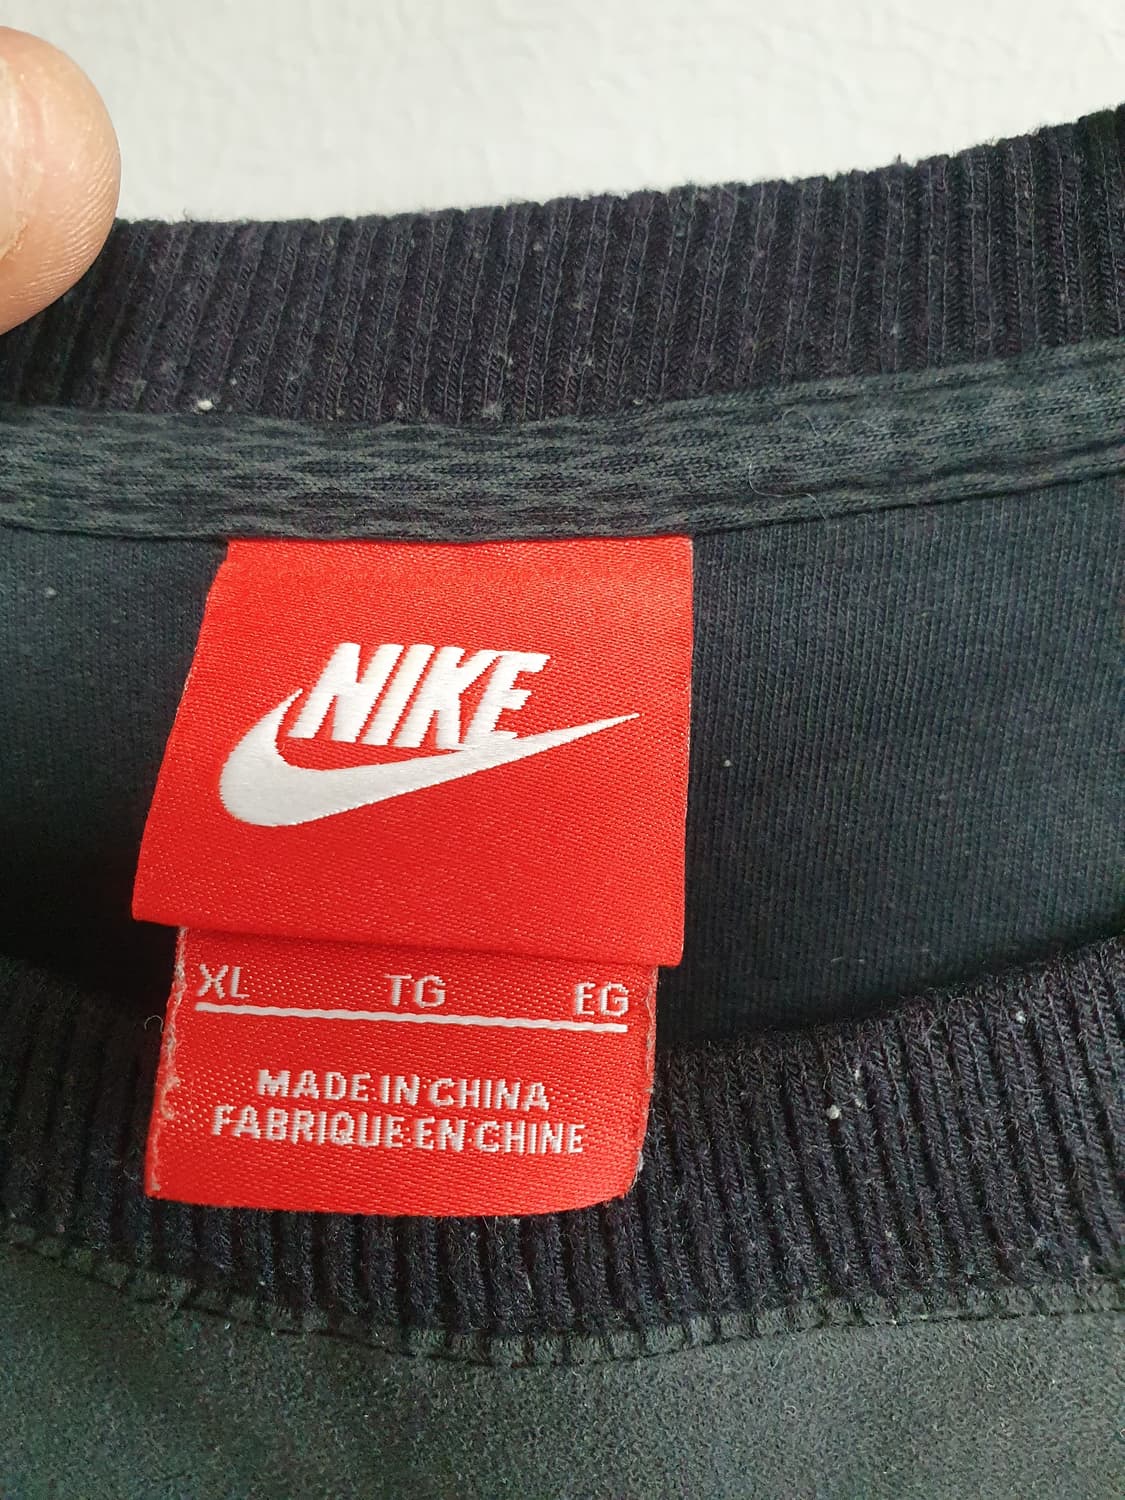 NIKE
XL TG EG
MADE IN CHINA
FABRIQUE EN CHINE